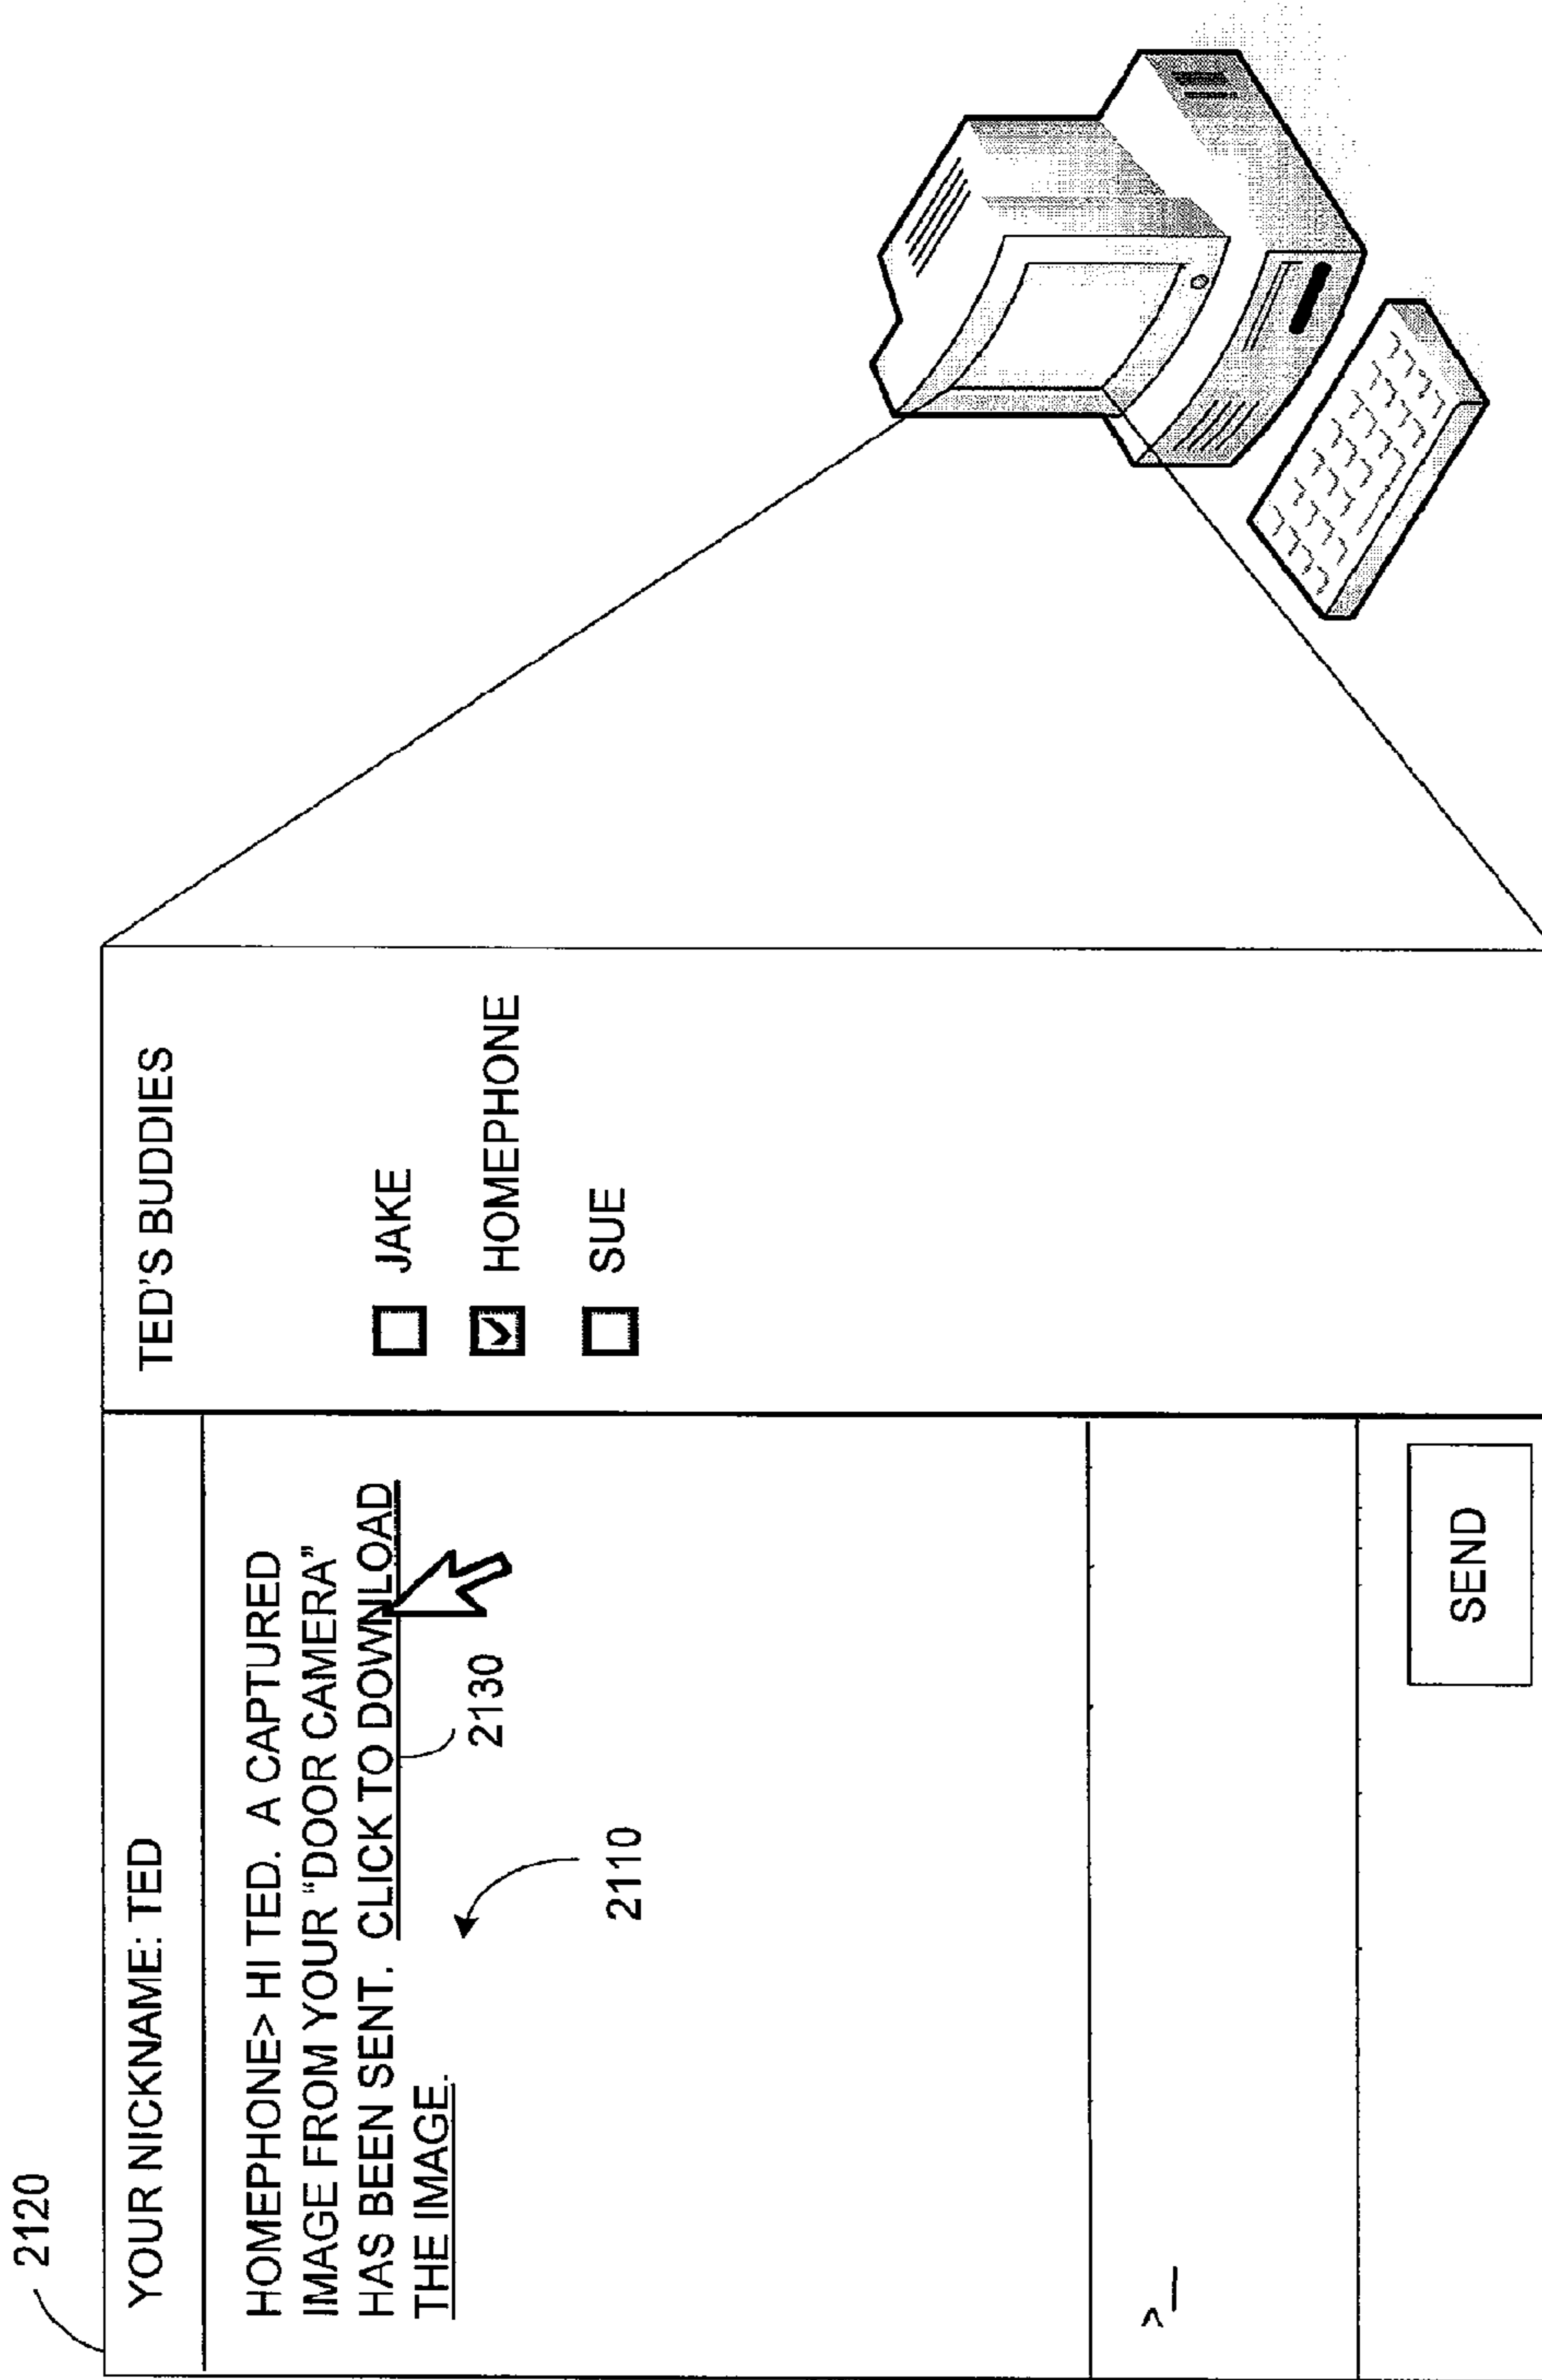 2120
YOUR NICKNAME: TED
HOMEPHONE> HI TED. A CAPTURED
IMAGE FROM YOUR "DOOR CAMERA"
HAS BEEN SENT. CLICK TO DOWNLOAD
THE IMAGE.
2130
2110
>_
SEND
TED'S BUDDIES
JAKE
HOMEPHONE
SUE